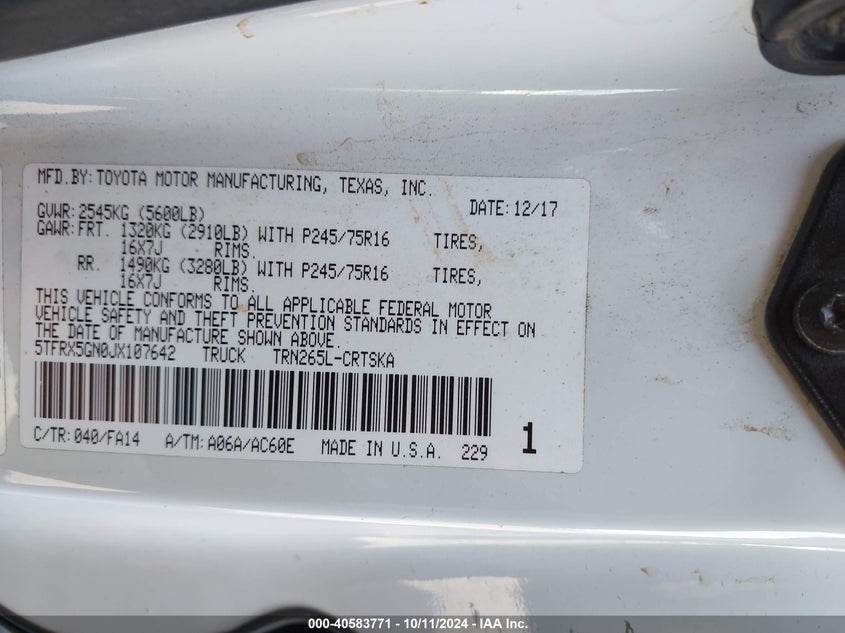 MFD.BY:TOYOTA MOTOR MANUFACTURING, TEXAS, INC.
GVWR:2545KG (5600LB) DATE:12/17
GAWR:FRT. 1320KG (2910LB) WITH P245/75R16 TIRES,
16X7J RIMS.
RR. 1490KG (3280LB) WITH P245/75R16 TIRES,
16X7J RIMS.
THIS VEHICLE CONFORMS TO ALL APPLICABLE FEDERAL MOTOR
VEHICLE SAFETY AND THEFT PREVENTION STANDARDS IN EFFECT ON
THE DATE OF MANUFACTURE SHOWN ABOVE.
5TFRX5GN0JX107642 TRUCK TRN265L-CRTSKA
C/TR:040/FA14 A/TM:A06A/AC60E MADE IN U.S.A. 229 1
000-40583771 - 10/11/2024 - IAA Inc.